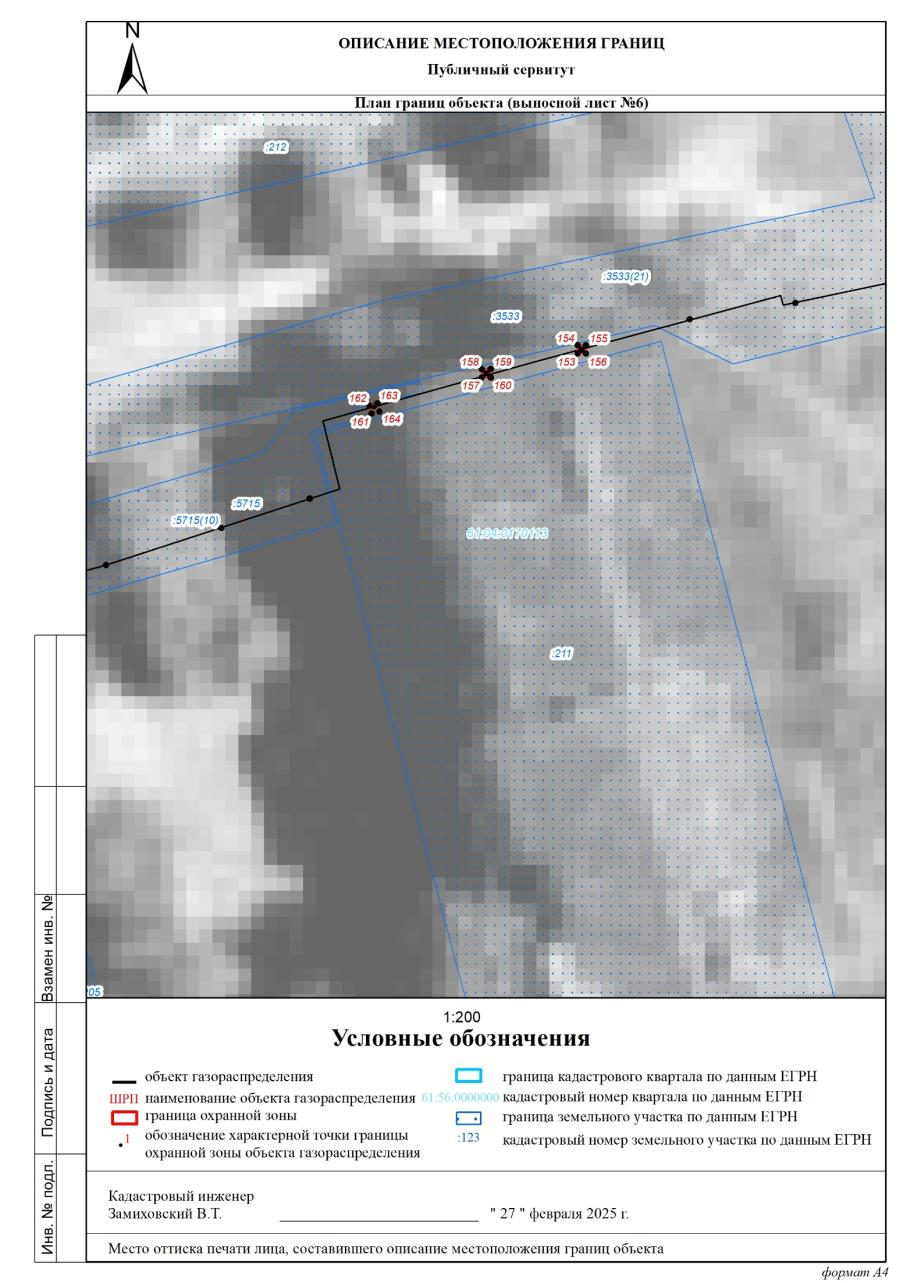 N
ОПИСАНИЕ МЕСТОПОЛОЖЕНИЯ ГРАНИЦ
Публичный сервитут
План границ объекта (выносной лист №6)
:212
:3533(21)
:3533
154 155
153 156
158 159
157 160
162 163
161 164
:5715
:5715(10)
61:04:0170113
:211
05
1:200
Условные обозначения
объект газораспределения
ШРП наименование объекта газораспределения
граница охранной зоны
1 обозначение характерной точки границы
охранной зоны объекта газораспределения
граница кадастрового квартала по данным ЕГРН
61:56:0000000 кадастровый номер квартала по данным ЕГРН
граница земельного участка по данным ЕГРН
:123 кадастровый номер земельного участка по данным ЕГРН
Кадастровый инженер
Замиховский В.Т. " 27 " февраля 2025 г.
Место оттиска печати лица, составившего описание местоположения границ объекта
Взамен инв. №
Подпись и дата
Инв. № подл.
формат А4